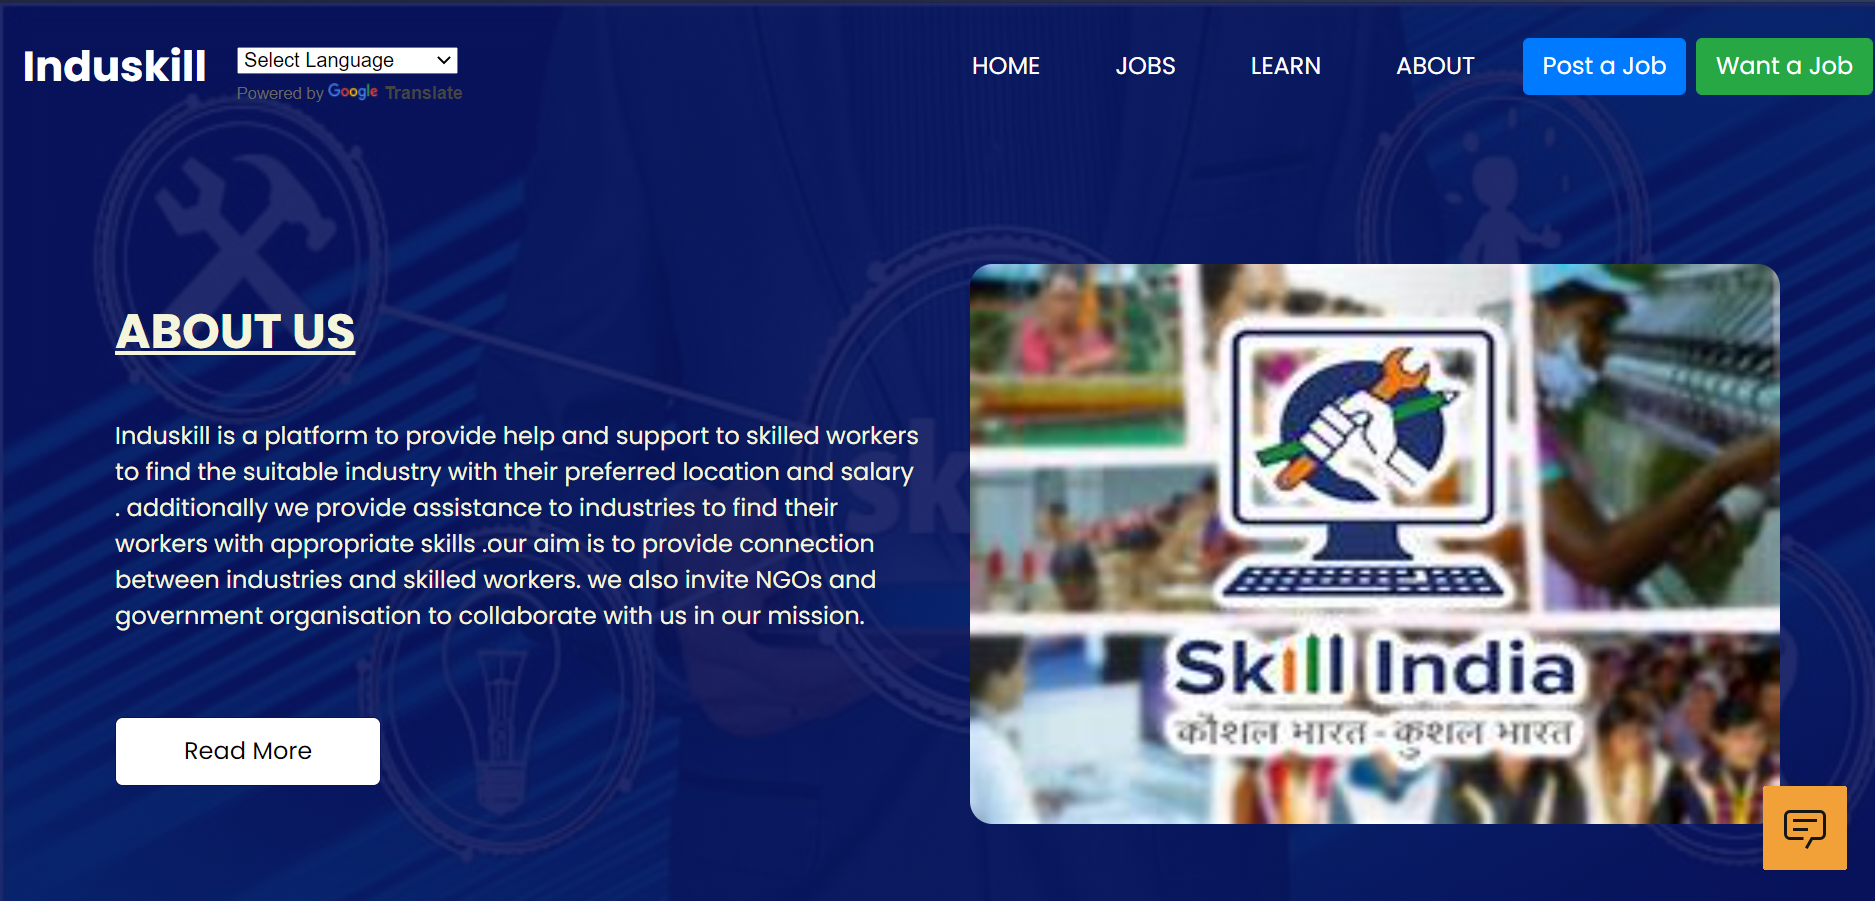 Induskill
Select Language
Powered by Google Translate
HOME JOBS LEARN ABOUT Post a Job Want a Job
ABOUT US
Induskill is a platform to provide help and support to skilled workers
to find the suitable industry with their preferred location and salary
. additionally we provide assistance to industries to find their
workers with appropriate skills .our aim is to provide connection
between industries and skilled workers. we also invite NGOs and
government organisation to collaborate with us in our mission.
Read More
Skill India
कौशल भारत - कुशल भारत